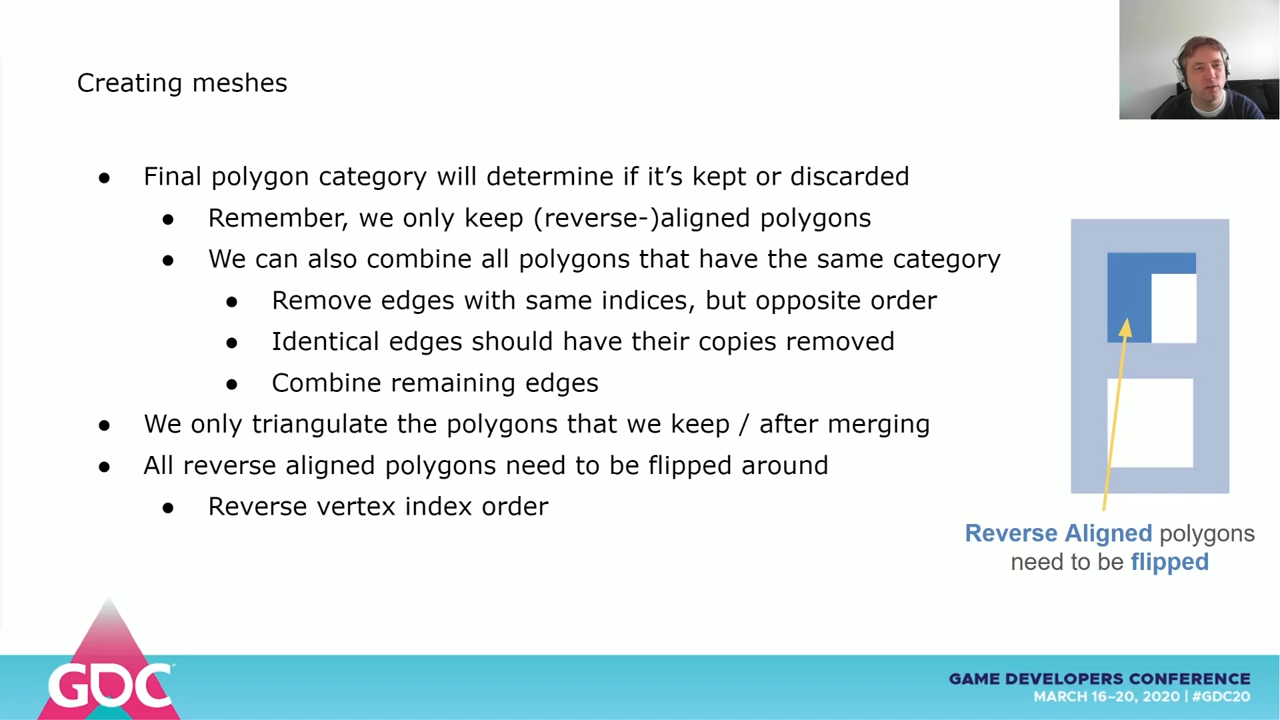 Creating meshes
● Final polygon category will determine if it’s kept or discarded
● Remember, we only keep (reverse-)aligned polygons
● We can also combine all polygons that have the same category
● Remove edges with same indices, but opposite order
● Identical edges should have their copies removed
● Combine remaining edges
● We only triangulate the polygons that we keep / after merging
● All reverse aligned polygons need to be flipped around
● Reverse vertex index order
Reverse Aligned polygons
need to be flipped
GDC
GAME DEVELOPERS CONFERENCE
MARCH 16–20, 2020 | #GDC20